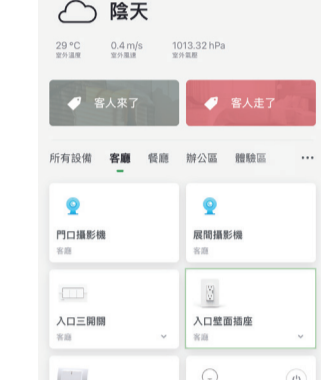 陰天
29 °C 0.4 m/s 1013.32 hPa
室外溫度 室外風速 室外氣壓
客人來了 客人走了
所有設備 客廳 餐廳 辦公區 體驗區 ...
門口攝影機 展間攝影機
客廳 客廳
入口三開關 入口壁面插座
客廳 客廳